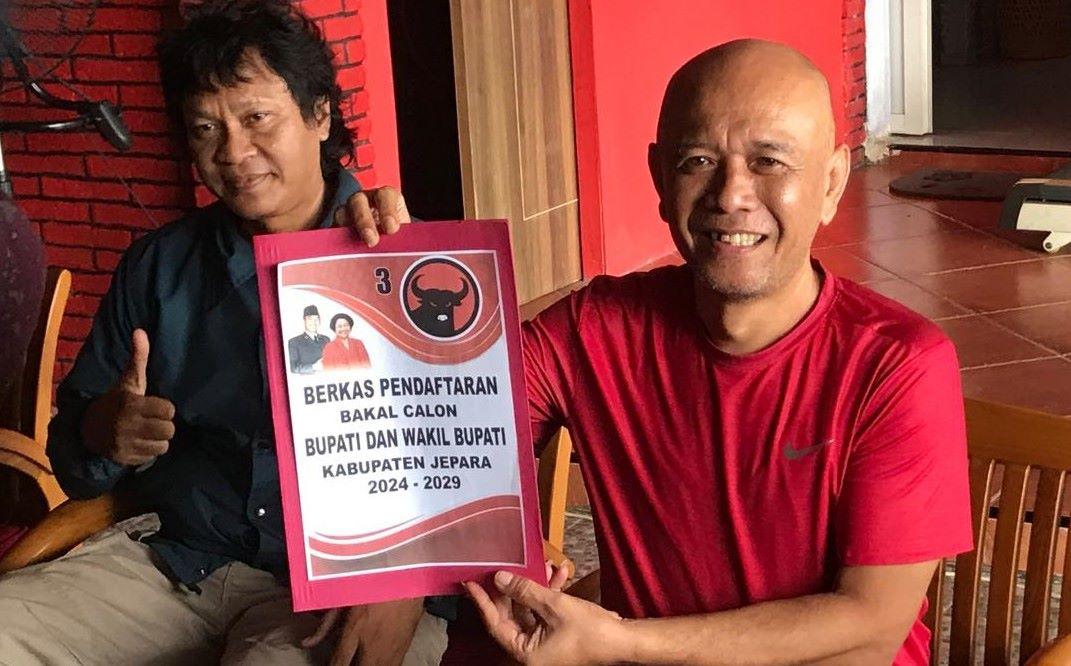 3
BERKAS PENDAFTARAN
BAKAL CALON
BUPATI DAN WAKIL BUPATI
KABUPATEN JEPARA
2024 - 2029